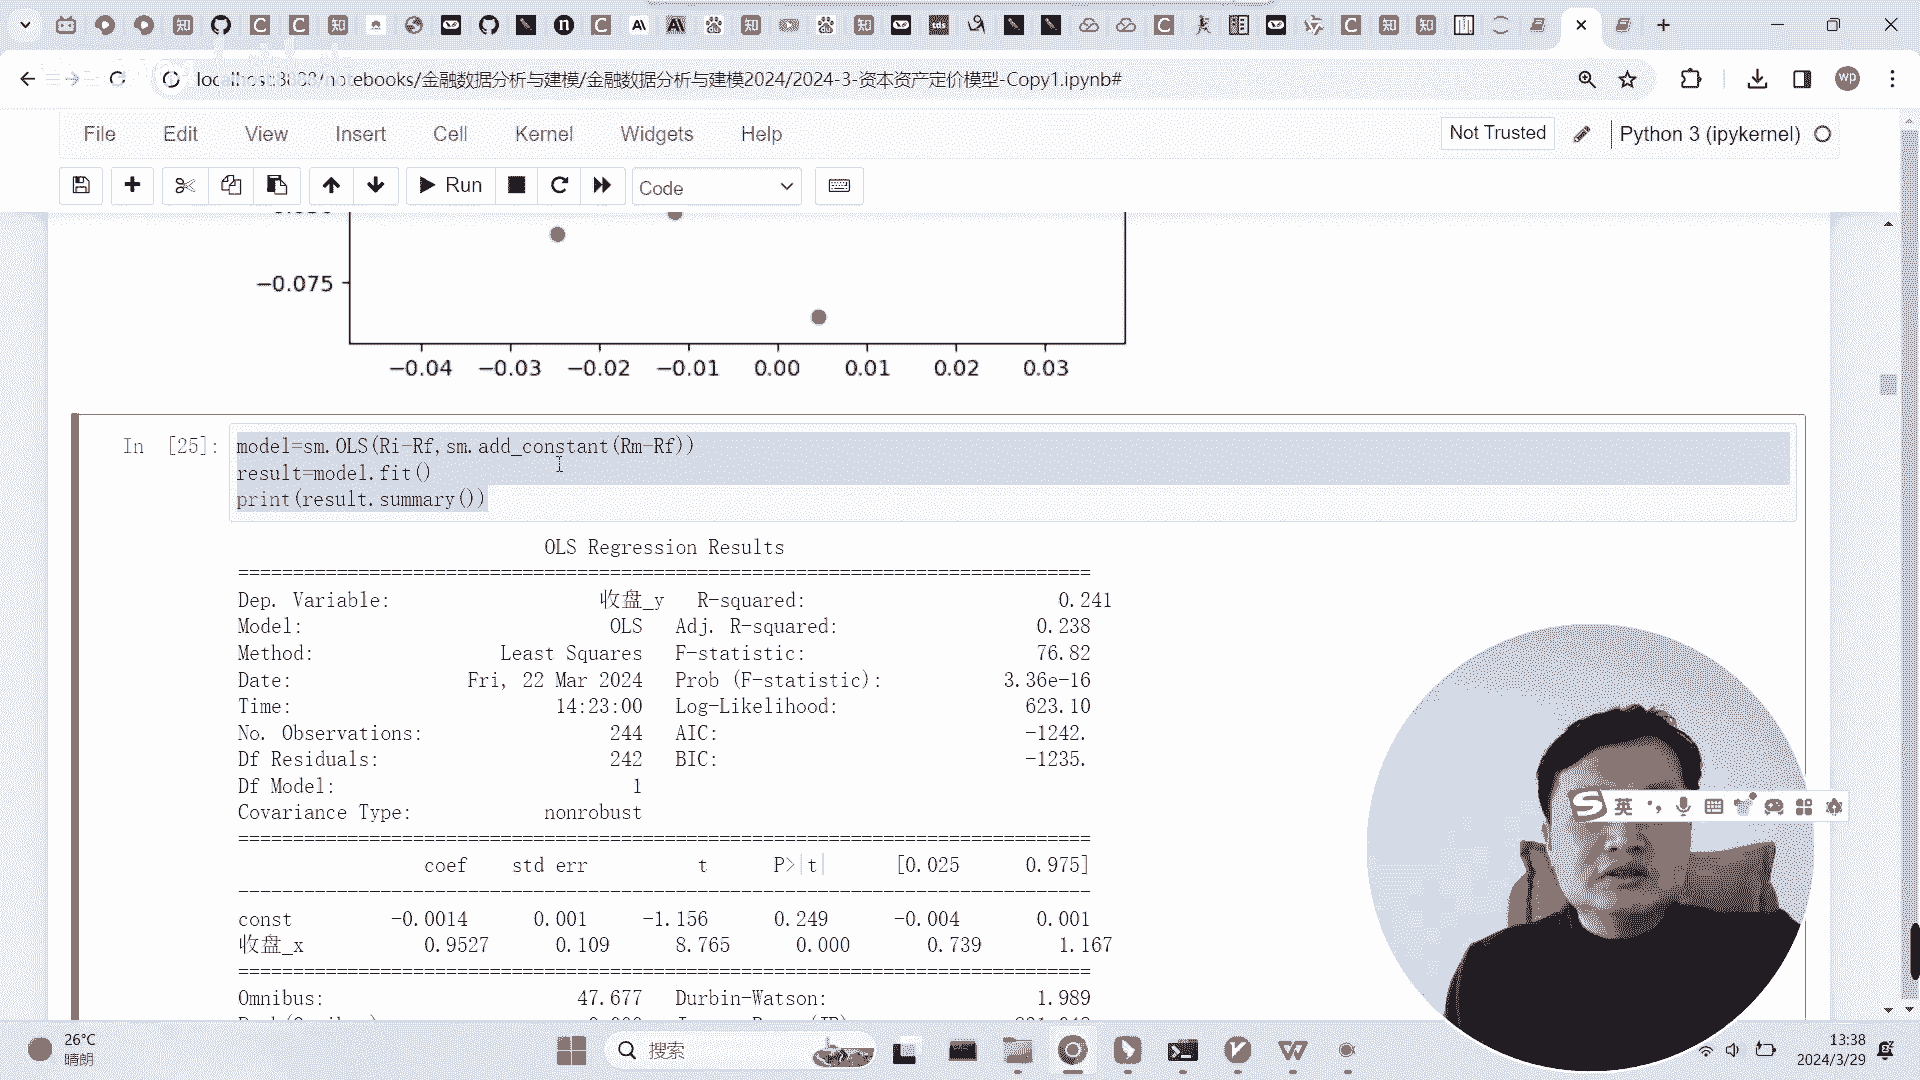 localhost:8888/notebooks/金融数据分析与建模/金融数据分析与建模2024/2024-3-资本资产定价模型-Copy1.ipynb#
wp
File Edit View Insert Cell Kernel Widgets Help
Not Trusted Python 3 (ipykernel)
Run Code
−0.075
−0.04 −0.03 −0.02 −0.01 0.00 0.01 0.02 0.03
In [25]: model=sm.OLS(Ri-Rf,sm.add_constant(Rm-Rf))
result=model.fit()
print(result.summary())
OLS Regression Results
==============================================================================
Dep. Variable: 收盘_y R-squared: 0.241
Model: OLS Adj. R-squared: 0.238
Method: Least Squares F-statistic: 76.82
Date: Fri, 22 Mar 2024 Prob (F-statistic): 3.36e-16
Time: 14:23:00 Log-Likelihood: 623.10
No. Observations: 244 AIC: -1242.
Df Residuals: 242 BIC: -1235.
Df Model: 1
Covariance Type: nonrobust
==============================================================================
coef std err t P>|t| [0.025 0.975]
------------------------------------------------------------------------------
const -0.0014 0.001 -1.156 0.249 -0.004 0.001
收盘_x 0.9527 0.109 8.765 0.000 0.739 1.167
==============================================================================
Omnibus: 47.677 Durbin-Watson: 1.989
英
26°C
晴朗
搜索
13:38
2024/3/29